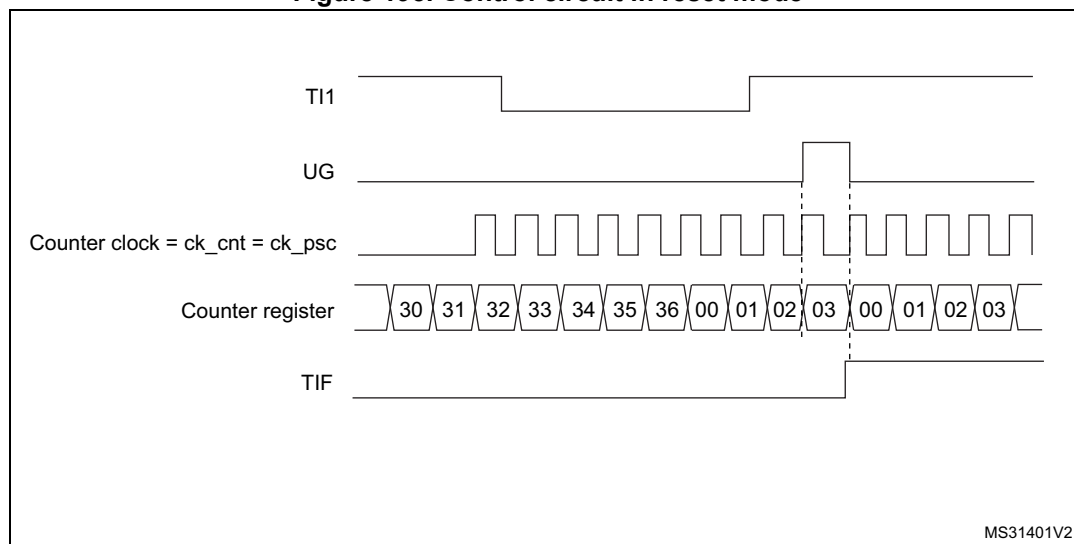 TI1
UG
Counter clock = ck_cnt = ck_psc
Counter register 30 31 32 33 34 35 36 00 01 02 03 00 01 02 03
TIF
MS31401V2